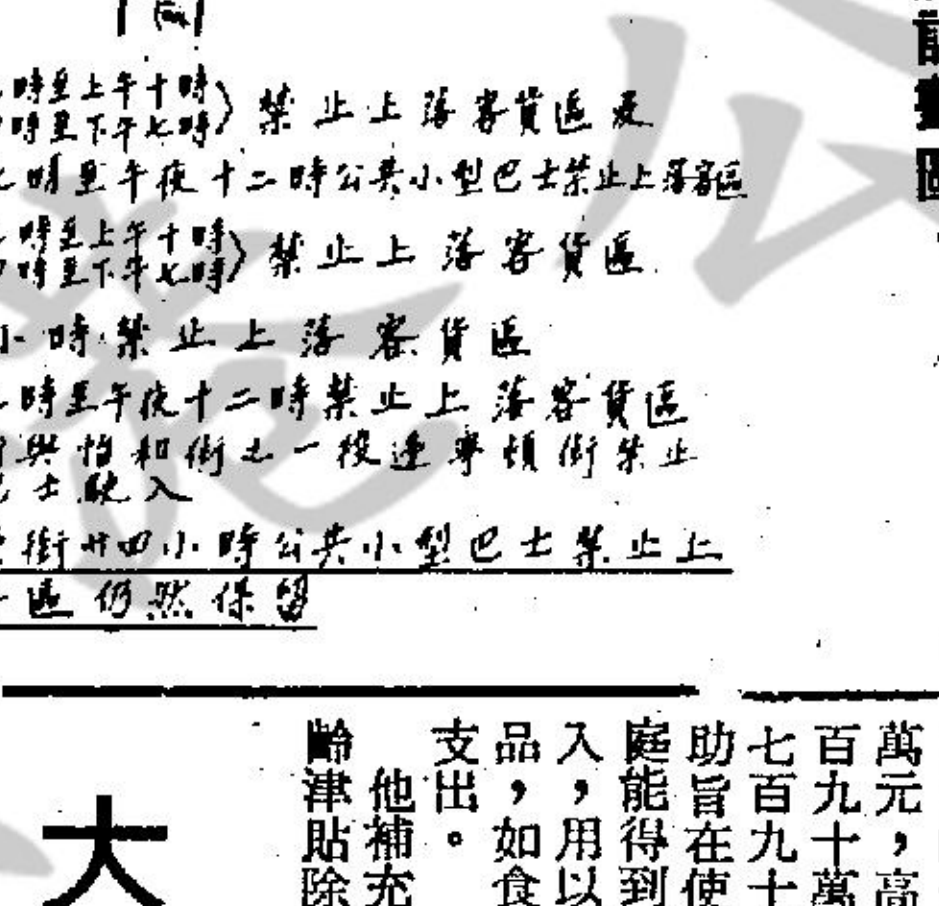 時至上午十時
時至下午七時〉禁止上落客貨區及
時至午夜十二時公共小型巴士禁止上落客區
時至上午十時
時至下午七時〉禁止上落客貨區
小時禁止上落客貨區
時至午夜十二時禁止上落客貨區
與怡和街之一段連寧頓街禁止
巴士駛入
街廿四小時公共小型巴士禁止上
區仍然保留
萬元，高
百九十萬
七百九十
助旨在使
庭能得到
入，用以
品，如食
支出。
他補充
齡津貼除
大